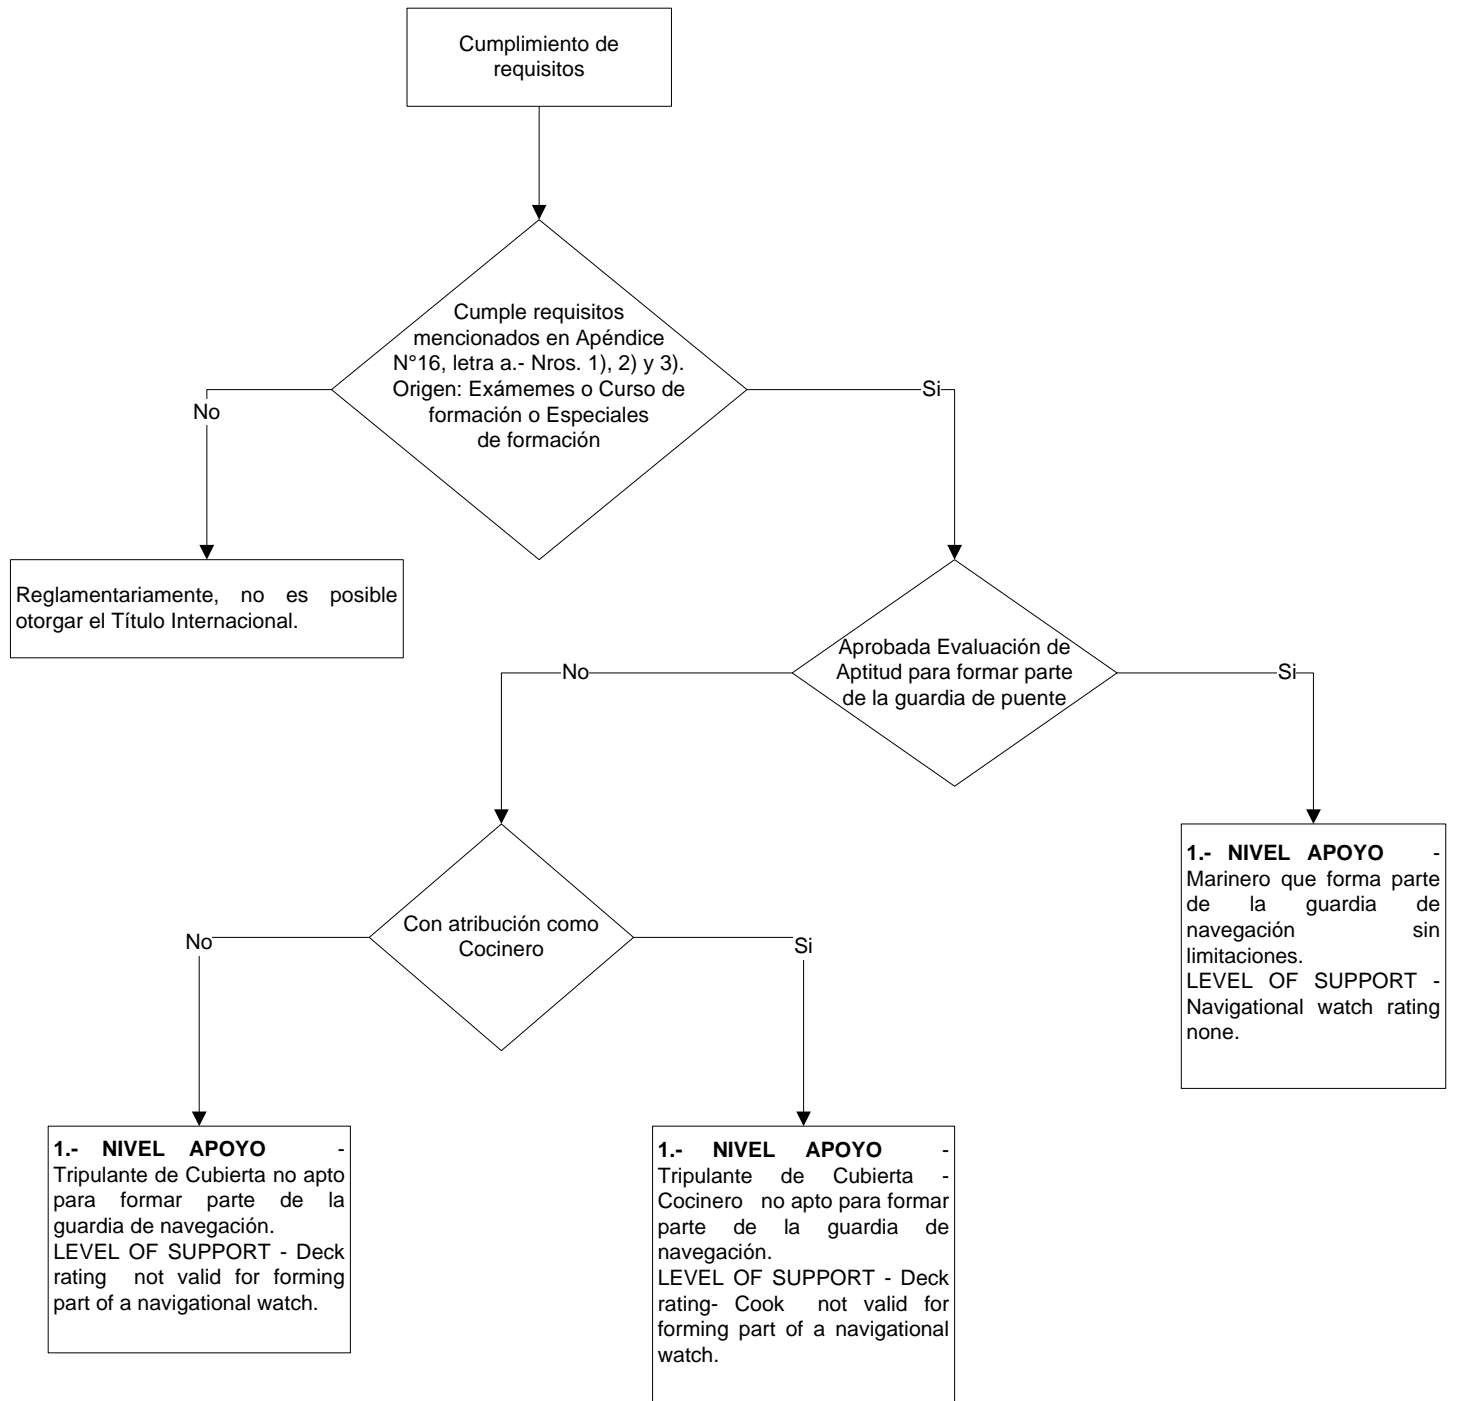 Cumplimiento de
requisitos
Cumple requisitos
mencionados en Apéndice
N°16, letra a.- Nros. 1), 2) y 3).
Origen: Exámemes o Curso de
formación o Especiales
de formación
No
Si
Reglamentariamente, no es posible
otorgar el Título Internacional.
Aprobada Evaluación de
Aptitud para formar parte
de la guardia de puente
No
Si
Con atribución como
Cocinero
No
Si
1.- NIVEL APOYO -
Marinero que forma parte
de la guardia de
navegación sin
limitaciones.
LEVEL OF SUPPORT -
Navigational watch rating
none.
1.- NIVEL APOYO -
Tripulante de Cubierta no apto
para formar parte de la
guardia de navegación.
LEVEL OF SUPPORT - Deck
rating not valid for forming
part of a navigational watch.
1.- NIVEL APOYO -
Tripulante de Cubierta -
Cocinero no apto para formar
parte de la guardia de
navegación.
LEVEL OF SUPPORT - Deck
rating- Cook not valid for
forming part of a navigational
watch.